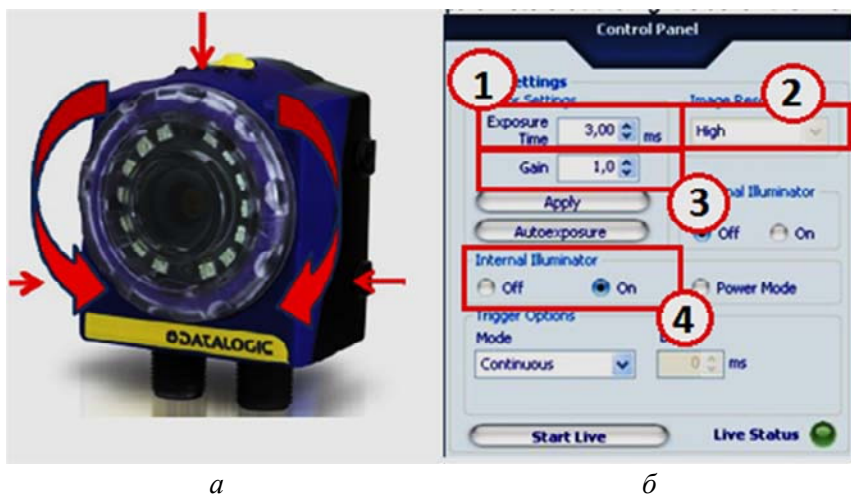 DATALOGIC
Control Panel
1
ettings
Settings
2
Exposure Time
3,00
ms
High
Gain
1,0
3
Apply
Autoexposure
al Illuminator
Off
On
Internal Illuminator
Off
On
Power Mode
4
Trigger Options
Mode
Continuous
0
ms
Start Live
Live Status
а
б